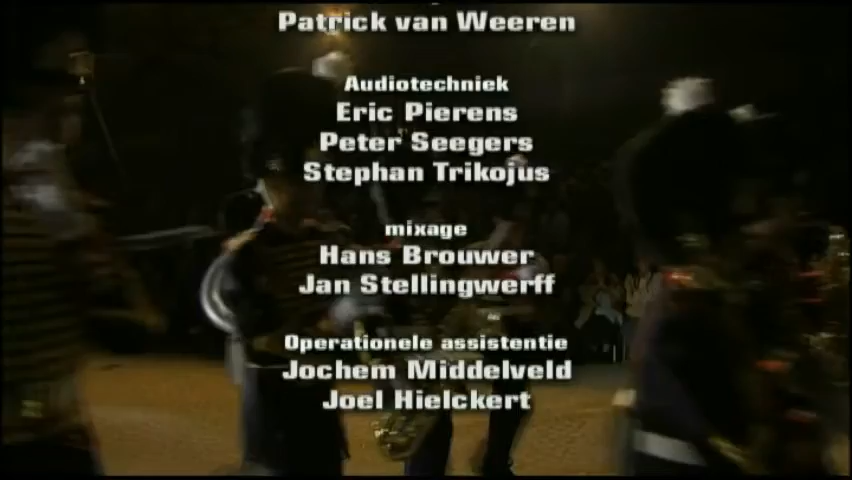 Patrick van Weeren
Audiotechniek
Eric Pierens
Peter Seegers
Stephan Trikojus
mixage
Hans Brouwer
Jan Stellingwerff
Operationele assistentie
Jochem Middelveld
Joel Hielckert